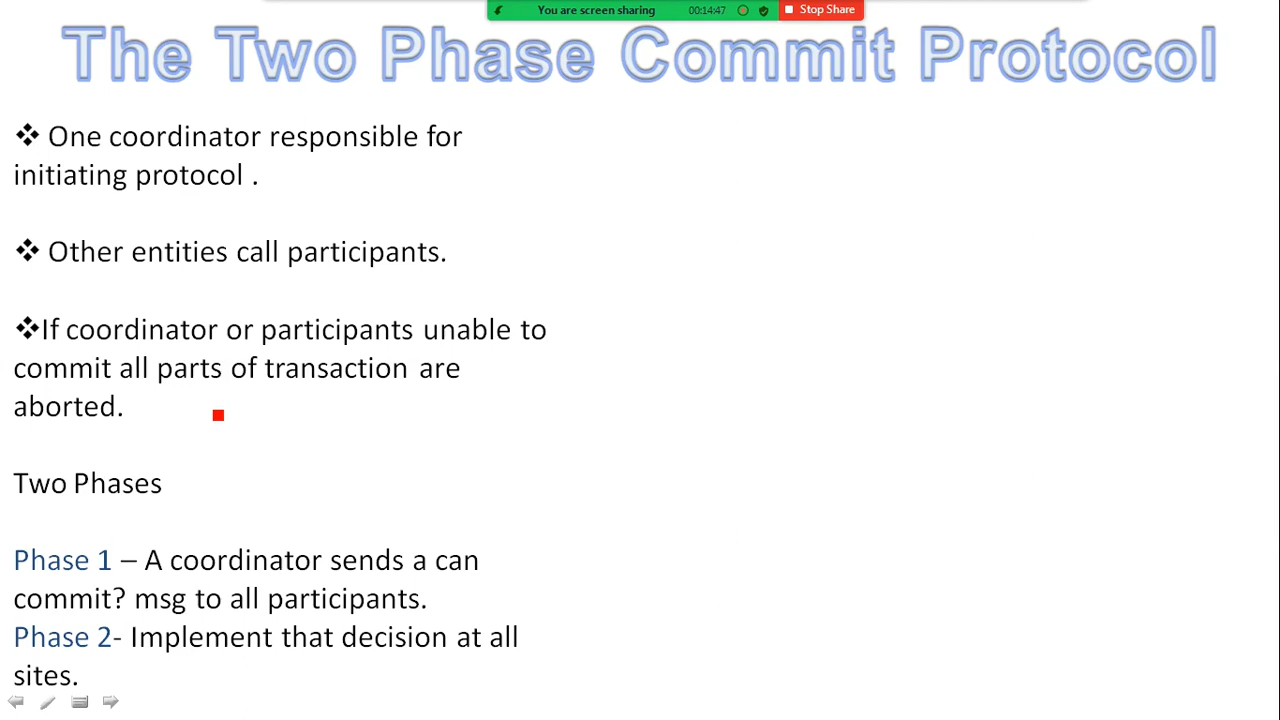 You are screen sharing 00:14:47 Stop Share
The Two Phase Commit Protocol
❖ One coordinator responsible for
initiating protocol .
❖ Other entities call participants.
❖If coordinator or participants unable to
commit all parts of transaction are
aborted.
Two Phases
Phase 1 – A coordinator sends a can
commit? msg to all participants.
Phase 2- Implement that decision at all
sites.